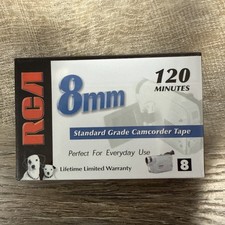 RCA
8mm
120
MINUTES
Standard Grade Camcorder Tape
Perfect For Everyday Use
Lifetime Limited Warranty
8